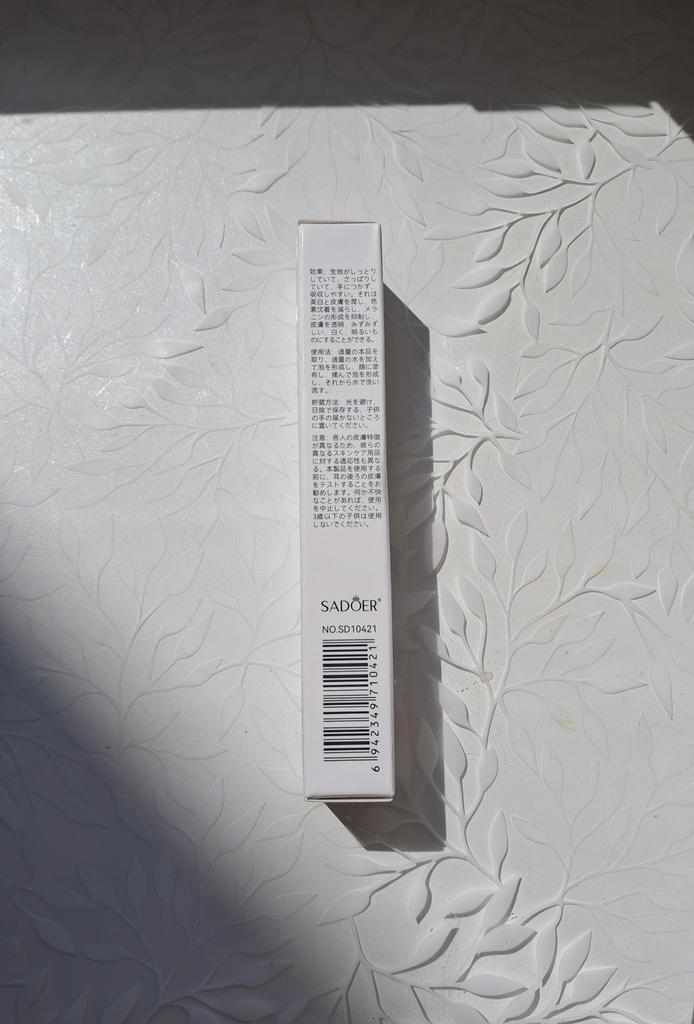 効果: 生地がしっとり
していて、さっぱりし
ていて、手につかず、
吸収しやすい。それは
美白と皮膚を潤し、色
素沈着を減らし、メラ
ニンの形成を抑制し、
皮膚を透明、みずみず
しい、白く、明るいも
のにすることができる。
使用法: 適量の本品を
取り、適量の水を加え
て泡を形成し、顔に塗
布し、揉んで泡を形成
し、それから水で洗い
流す。
貯蔵方法: 光を避け、
日陰で保存する、子供
の手の届かないところ
に置いてください。
注意: 各人の皮膚特徴
が異なるため、彼らの
異なるスキンケア用品
に対する適応性も異な
る。本製品を使用する
前に、耳の後ろの皮膚
をテストすることをお
勧めします。何か不快
なことがあれば、使用
を中止してください。
3歳以下の子供は使用
しないでください。
SADOER®
NO.SD10421
6 942349 710421